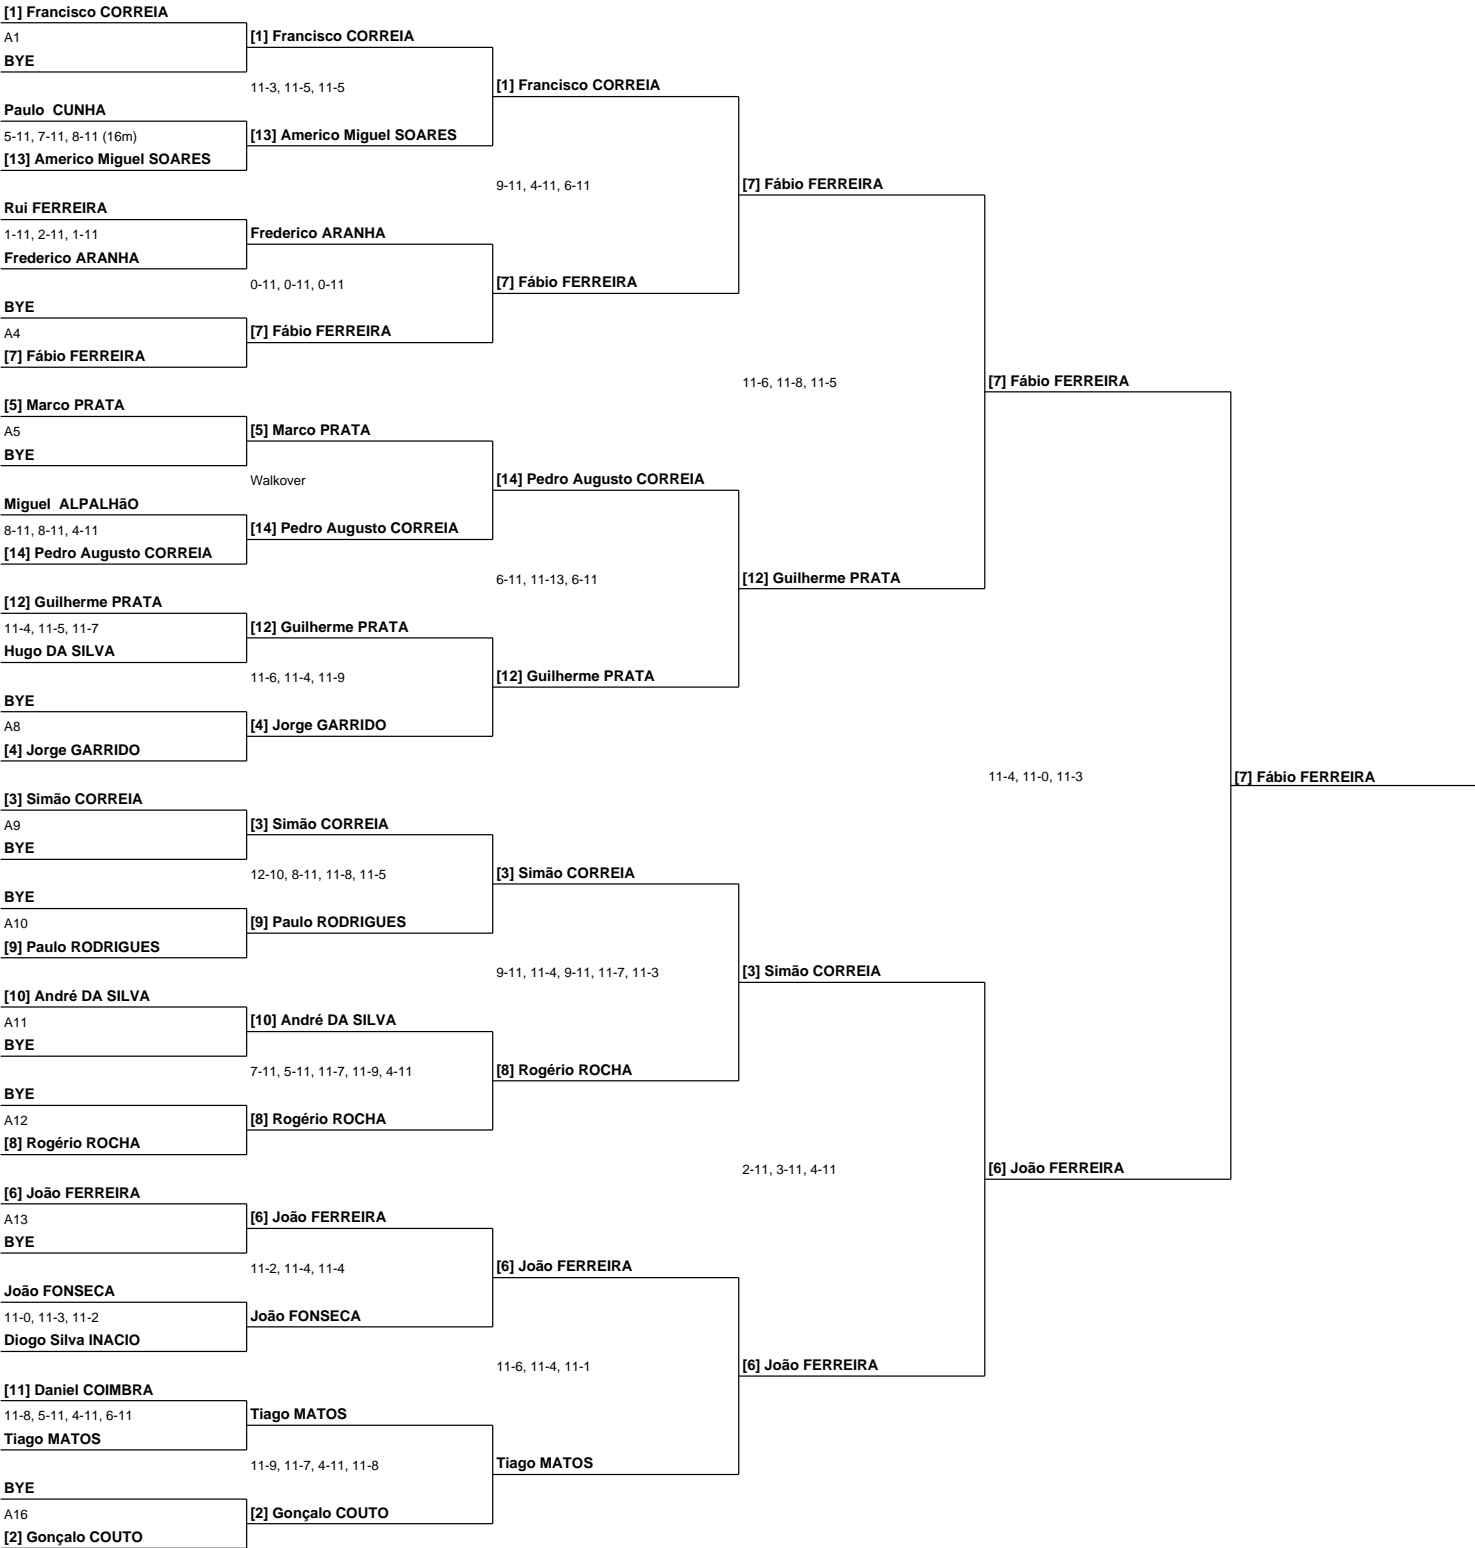 [1] Francisco CORREIA
A1
BYE
Paulo  CUNHA
5-11, 7-11, 8-11 (16m)
[13] Americo Miguel SOARES
Rui FERREIRA
1-11, 2-11, 1-11
Frederico ARANHA
BYE
A4
[7] Fábio FERREIRA
[5] Marco PRATA
A5
BYE
Miguel  ALPALHãO
8-11, 8-11, 4-11
[14] Pedro Augusto CORREIA
[12] Guilherme PRATA
11-4, 11-5, 11-7
Hugo DA SILVA
BYE
A8
[4] Jorge GARRIDO
[3] Simão CORREIA
A9
BYE
BYE
A10
[9] Paulo RODRIGUES
[10] André DA SILVA
A11
BYE
BYE
A12
[8] Rogério ROCHA
[6] João FERREIRA
A13
BYE
João FONSECA
11-0, 11-3, 11-2
Diogo Silva INACIO
[11] Daniel COIMBRA
11-8, 5-11, 4-11, 6-11
Tiago MATOS
BYE
A16
[2] Gonçalo COUTO
[1] Francisco CORREIA
11-3, 11-5, 11-5
[13] Americo Miguel SOARES
Frederico ARANHA
0-11, 0-11, 0-11
[7] Fábio FERREIRA
[5] Marco PRATA
Walkover
[14] Pedro Augusto CORREIA
[12] Guilherme PRATA
11-6, 11-4, 11-9
[4] Jorge GARRIDO
[3] Simão CORREIA
12-10, 8-11, 11-8, 11-5
[9] Paulo RODRIGUES
[10] André DA SILVA
7-11, 5-11, 11-7, 11-9, 4-11
[8] Rogério ROCHA
[6] João FERREIRA
11-2, 11-4, 11-4
João FONSECA
Tiago MATOS
11-9, 11-7, 4-11, 11-8
[2] Gonçalo COUTO
[1] Francisco CORREIA
9-11, 4-11, 6-11
[7] Fábio FERREIRA
[14] Pedro Augusto CORREIA
6-11, 11-13, 6-11
[12] Guilherme PRATA
[3] Simão CORREIA
9-11, 11-4, 9-11, 11-7, 11-3
[8] Rogério ROCHA
[6] João FERREIRA
11-6, 11-4, 11-1
Tiago MATOS
[7] Fábio FERREIRA
11-6, 11-8, 11-5
[12] Guilherme PRATA
[3] Simão CORREIA
2-11, 3-11, 4-11
[6] João FERREIRA
[7] Fábio FERREIRA
11-4, 11-0, 11-3
[6] João FERREIRA
[7] Fábio FERREIRA